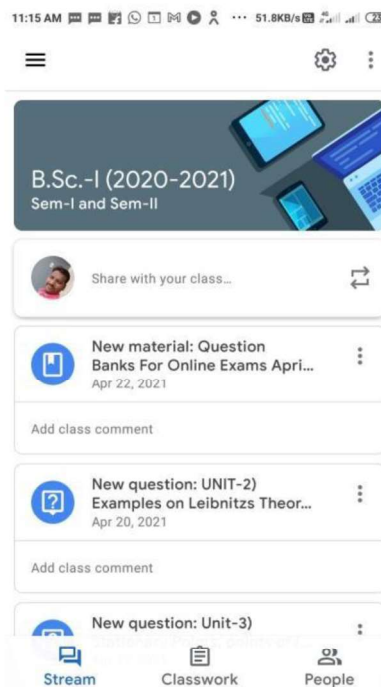 11:15 AM 51.8KB/s
B.Sc.-I (2020-2021)
Sem-I and Sem-II
Share with your class...
New material: Question
Banks For Online Exams Apri...
Apr 22, 2021
Add class comment
New question: UNIT-2)
Examples on Leibnitzs Theor...
Apr 20, 2021
Add class comment
New question: Unit-3)
Stream Classwork People